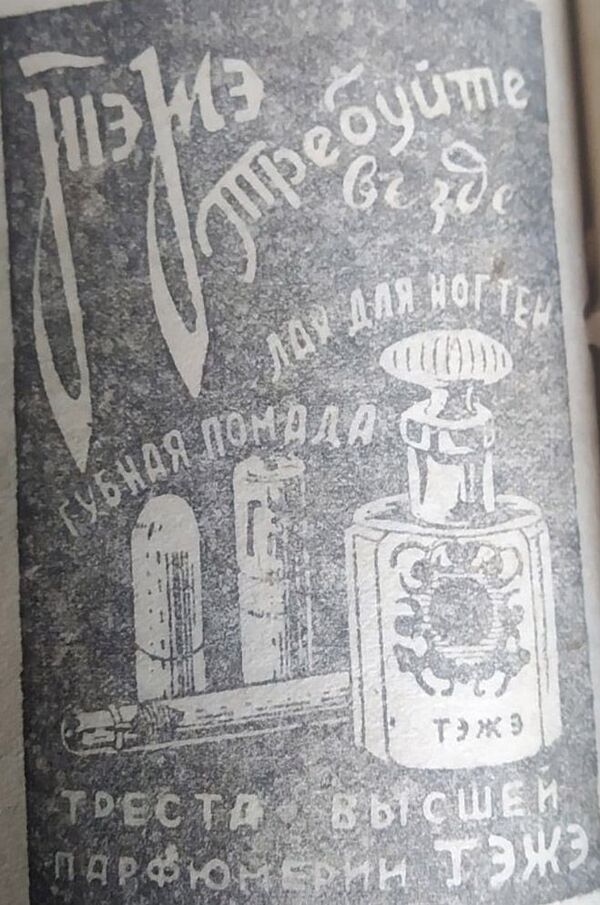 ТЭЖЭ
требуйте
везде
лак для ногтей
губная помада
ТЭЖЭ
треста высшей
парфюмерии ТЭЖЭ